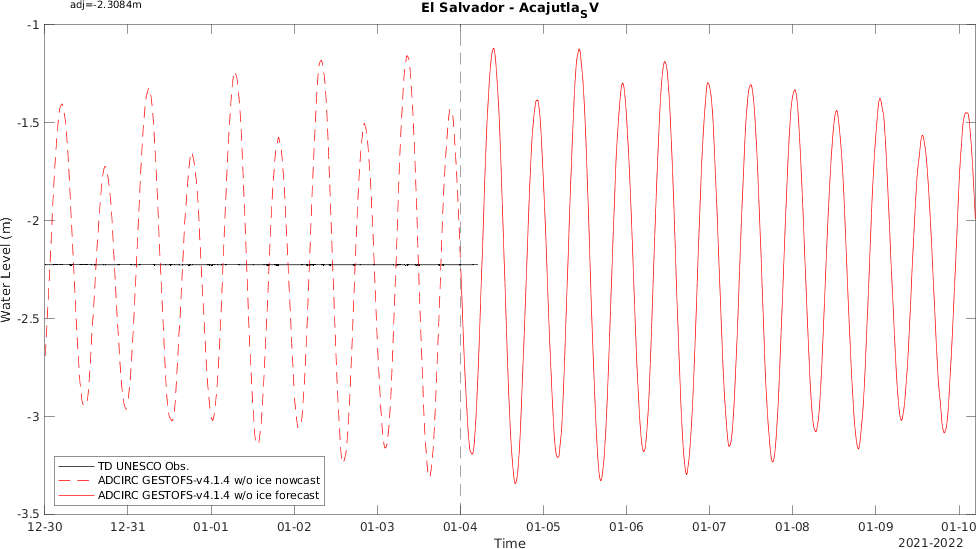 adj=-2.3084m
El Salvador - AcajutlaSV
-1
-1.5
-2
-2.5
-3
-3.5
Water Level (m)
TD UNESCO Obs.
ADCIRC GESTOFS-v4.1.4 w/o ice nowcast
ADCIRC GESTOFS-v4.1.4 w/o ice forecast
12-30 12-31 01-01 01-02 01-03 01-04 01-05 01-06 01-07 01-08 01-09 01-10
Time
2021-2022